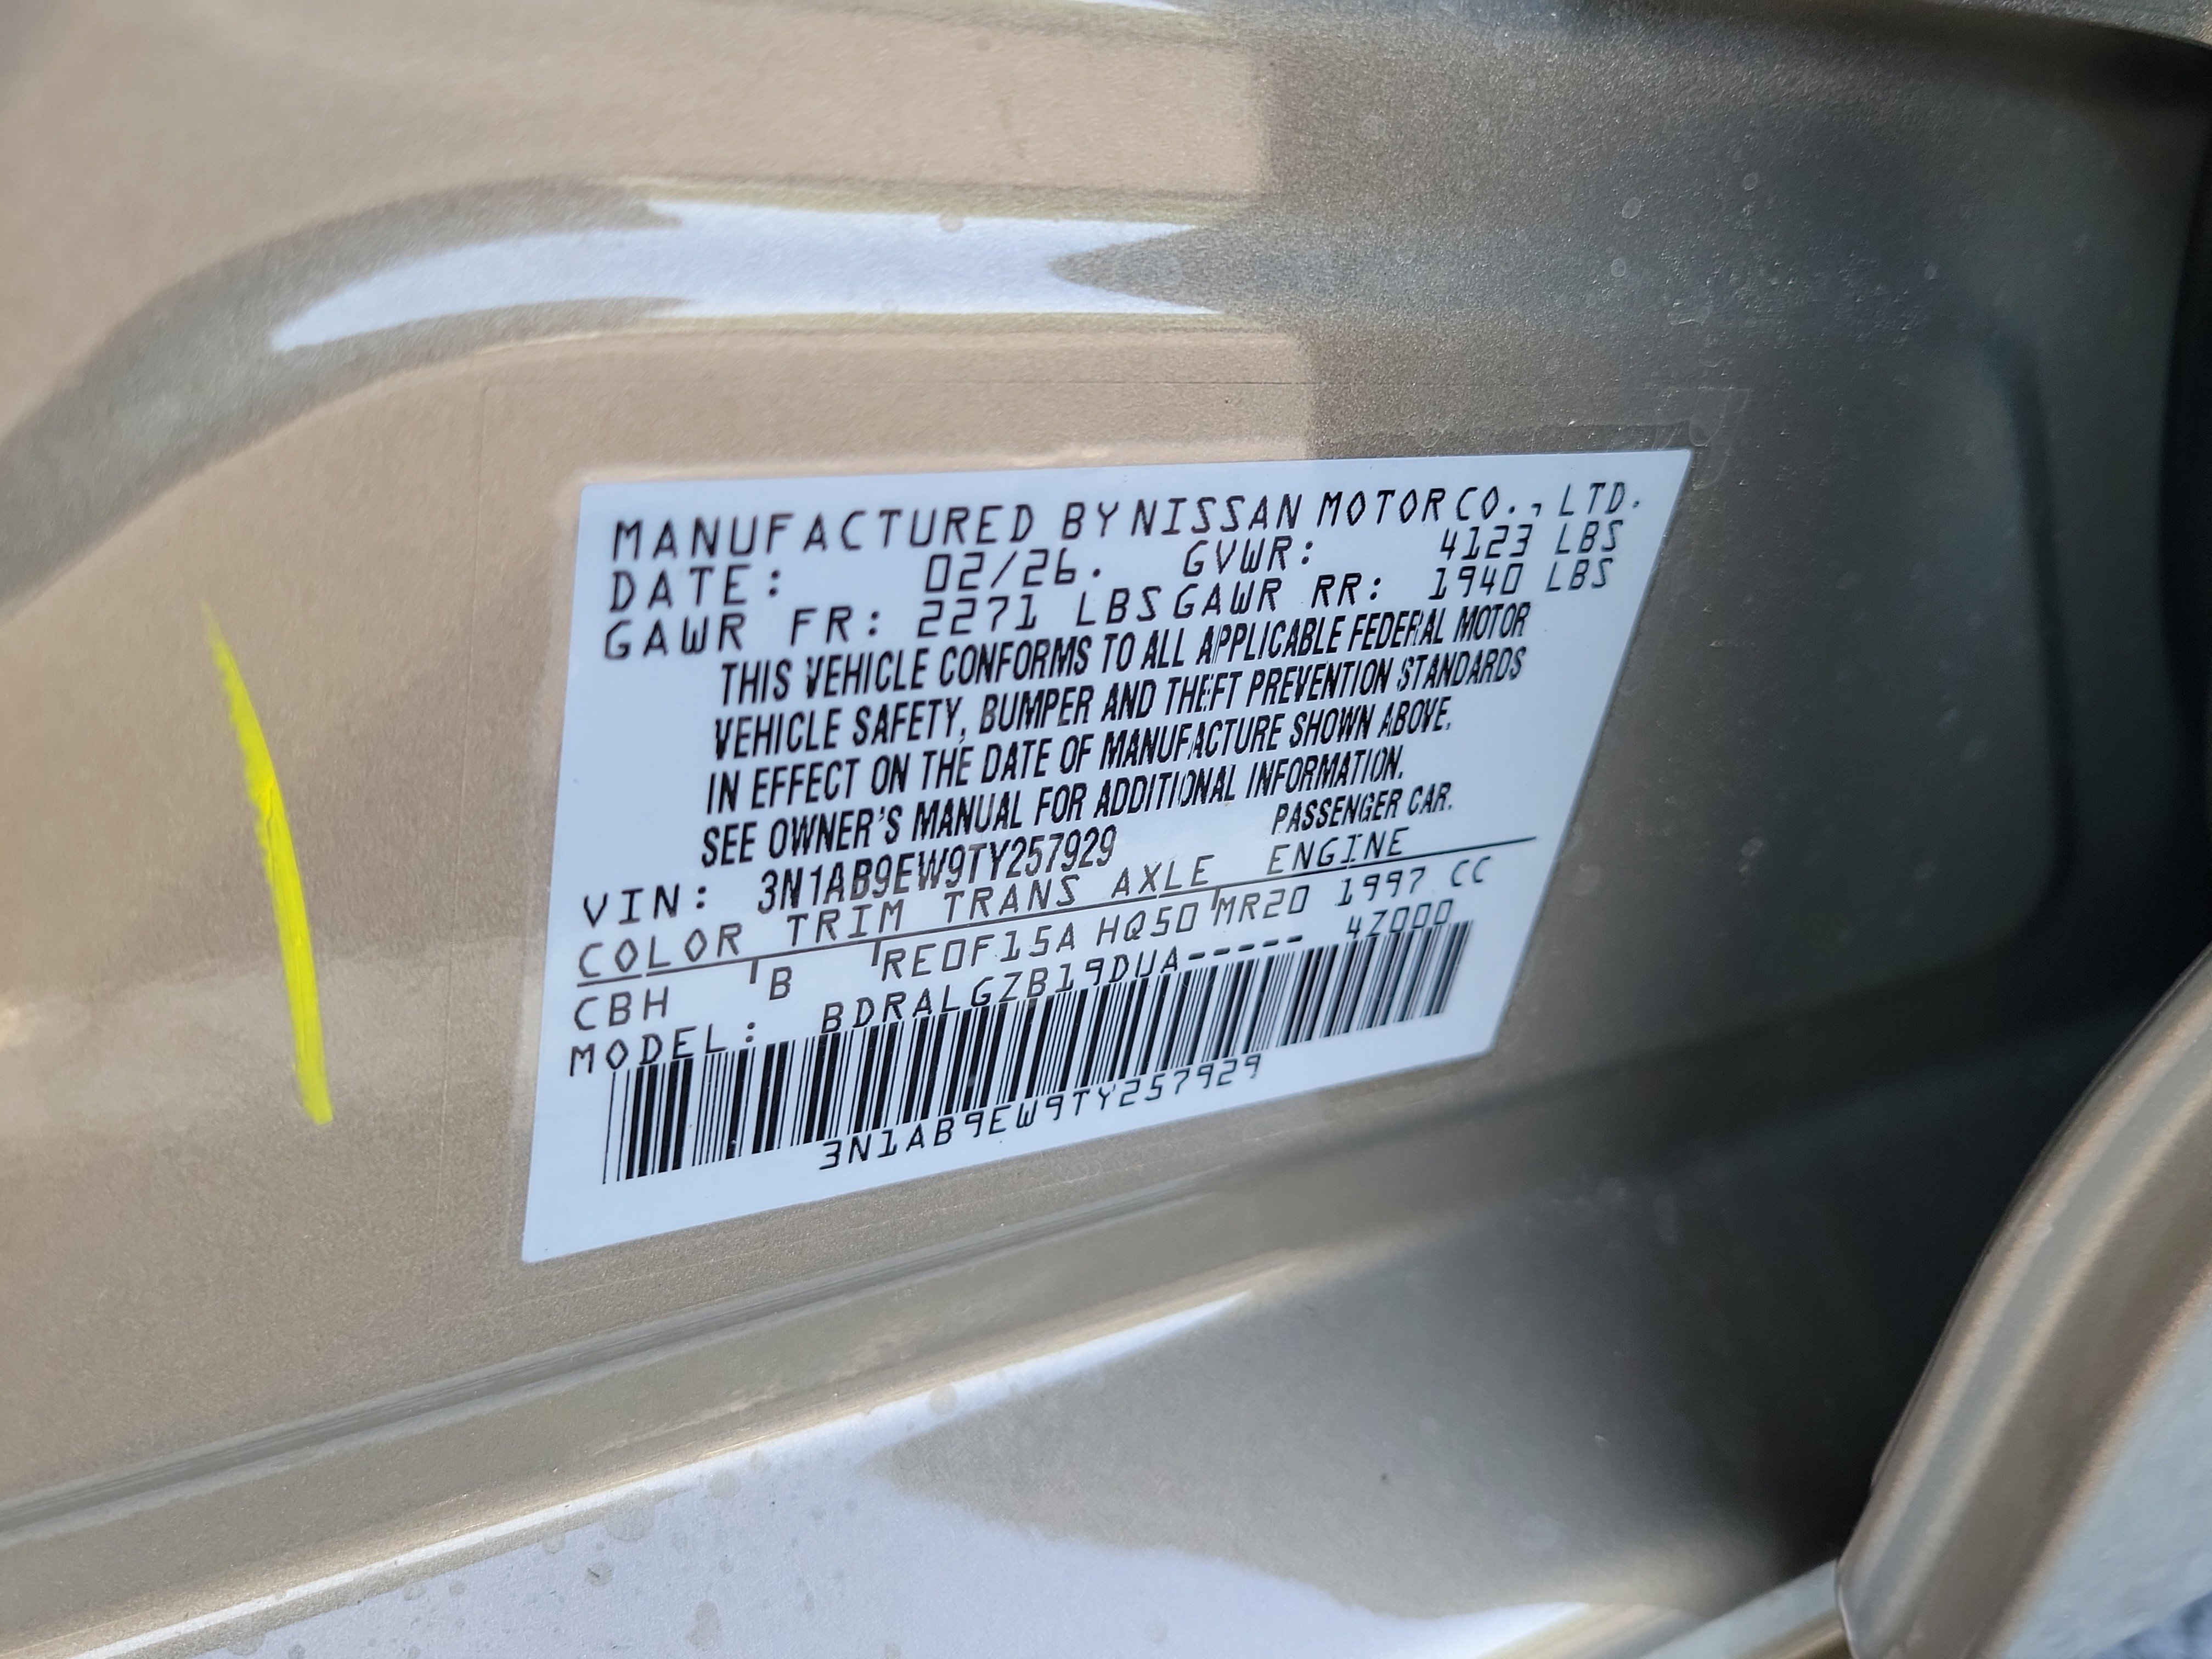 MANUFACTURED BY NISSAN MOTOR CO., LTD.
DATE: 02/26. GVWR: 4123 LBS
GAWR FR: 2271 LBS GAWR RR: 1940 LBS
THIS VEHICLE CONFORMS TO ALL APPLICABLE FEDERAL MOTOR
VEHICLE SAFETY, BUMPER AND THEFT PREVENTION STANDARDS
IN EFFECT ON THE DATE OF MANUFACTURE SHOWN ABOVE.
SEE OWNER'S MANUAL FOR ADDITIONAL INFORMATION.
VIN: 3N1AB9EW9TY257929 PASSENGER CAR.
COLOR TRIM TRANS AXLE ENGINE
CBH B RE0F15A HQ50 MR20 1997 CC
MODEL: BDRALGZB19DUA----- 4Z000
3N1AB9EW9TY257929